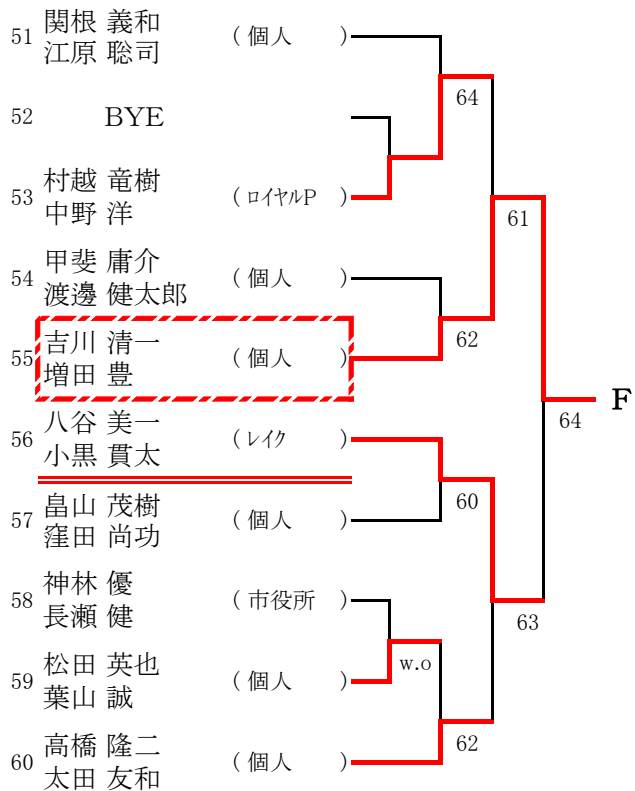 51 関根 義和 江原 聡司 ( 個人 )
64
52 BYE
53 村越 竜樹 中野 洋 ( ロイヤルP )
61
54 甲斐 庸介 渡邊 健太郎 ( 個人 )
62
55 吉川 清一 増田 豊 ( 個人 )
64 F
56 八谷 美一 小黒 貫太 ( レイク )
60
57 畠山 茂樹 窪田 尚功 ( 個人 )
58 神林 優 長瀬 健 ( 市役所 )
63
w.o
59 松田 英也 葉山 誠 ( 個人 )
62
60 高橋 隆二 太田 友和 ( 個人 )